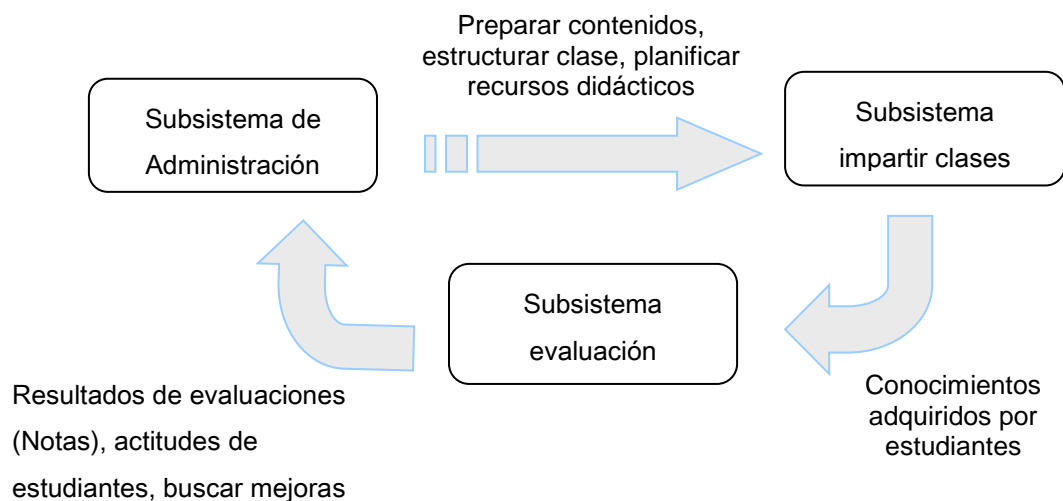 Preparar contenidos,
estructurar clase, planificar
recursos didácticos
Subsistema de
Administración
Subsistema
impartir clases
Subsistema
evaluación
Conocimientos
adquiridos por
estudiantes
Resultados de evaluaciones
(Notas), actitudes de
estudiantes, buscar mejoras